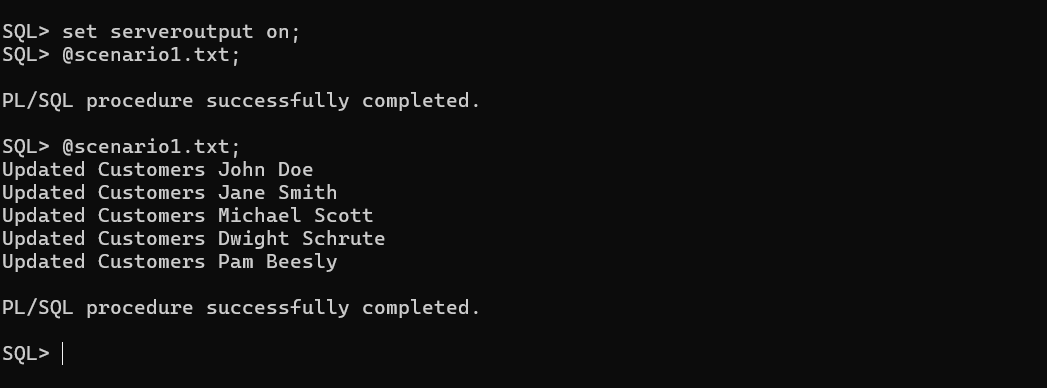 SQL> set serveroutput on;
SQL> @scenario1.txt;
PL/SQL procedure successfully completed.
SQL> @scenario1.txt;
Updated Customers John Doe
Updated Customers Jane Smith
Updated Customers Michael Scott
Updated Customers Dwight Schrute
Updated Customers Pam Beesly
PL/SQL procedure successfully completed.
SQL>